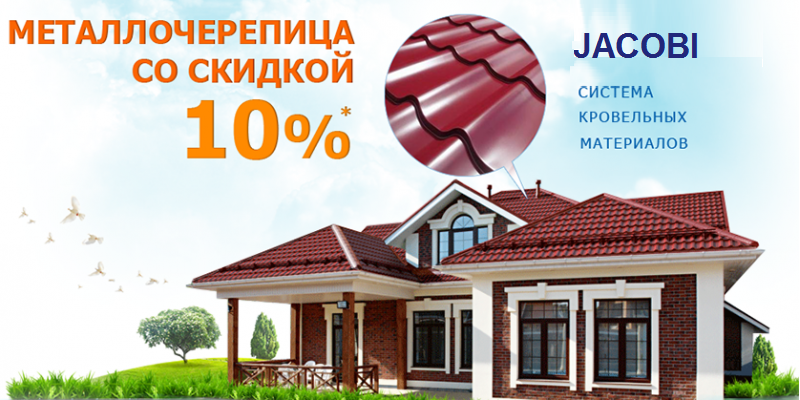 МЕТАЛЛОЧЕРЕПИЦА
СО СКИДКОЙ
10%*
JACOBI
СИСТЕМА
КРОВЕЛЬНЫХ
МАТЕРИАЛОВ